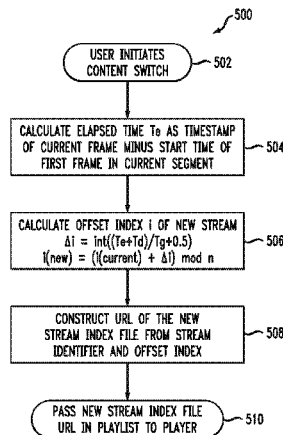 500
USER INITIATES
CONTENT SWITCH
502
CALCULATE ELAPSED TIME Te AS TIMESTAMP
OF CURRENT FRAME MINUS START TIME OF
FIRST FRAME IN CURRENT SEGMENT
504
CALCULATE OFFSET INDEX i OF NEW STREAM
Δi = int((Te+Td)/Tg+0.5)
i(new) = (i(current) + Δi) mod n
506
CONSTRUCT URL OF THE NEW
STREAM INDEX FILE FROM STREAM
IDENTIFIER AND OFFSET INDEX
508
PASS NEW STREAM INDEX FILE
URL IN PLAYLIST TO PLAYER
510